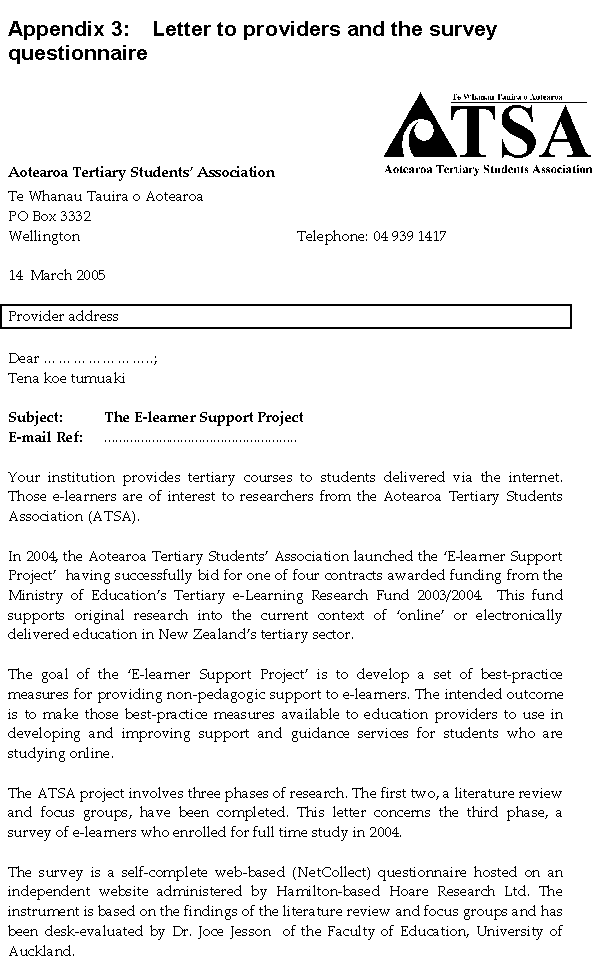 Appendix 3: Letter to providers and the survey
questionnaire
Te Whanau Tauira o Aotearoa
ATSA
Aotearoa Tertiary Students Association
Aotearoa Tertiary Students' Association
Te Whanau Tauira o Aotearoa
PO Box 3332
Wellington Telephone: 04 939 1417
14 March 2005
Provider address
Dear …………………..;
Tena koe tumuaki
Subject: The E-learner Support Project
E-mail Ref: ......................................................
Your institution provides tertiary courses to students delivered via the internet.
Those e-learners are of interest to researchers from the Aotearoa Tertiary Students
Association (ATSA).
In 2004, the Aotearoa Tertiary Students' Association launched the 'E-learner Support
Project' having successfully bid for one of four contracts awarded funding from the
Ministry of Education's Tertiary e-Learning Research Fund 2003/2004. This fund
supports original research into the current context of 'online' or electronically
delivered education in New Zealand's tertiary sector.
The goal of the 'E-learner Support Project' is to develop a set of best-practice
measures for providing non-pedagogic support to e-learners. The intended outcome
is to make those best-practice measures available to education providers to use in
developing and improving support and guidance services for students who are
studying online.
The ATSA project involves three phases of research. The first two, a literature review
and focus groups, have been completed. This letter concerns the third phase, a
survey of e-learners who enrolled for full time study in 2004.
The survey is a self-complete web-based (NetCollect) questionnaire hosted on an
independent website administered by Hamilton-based Hoare Research Ltd. The
instrument is based on the findings of the literature review and focus groups and has
been desk-evaluated by Dr. Joce Jesson of the Faculty of Education, University of
Auckland.